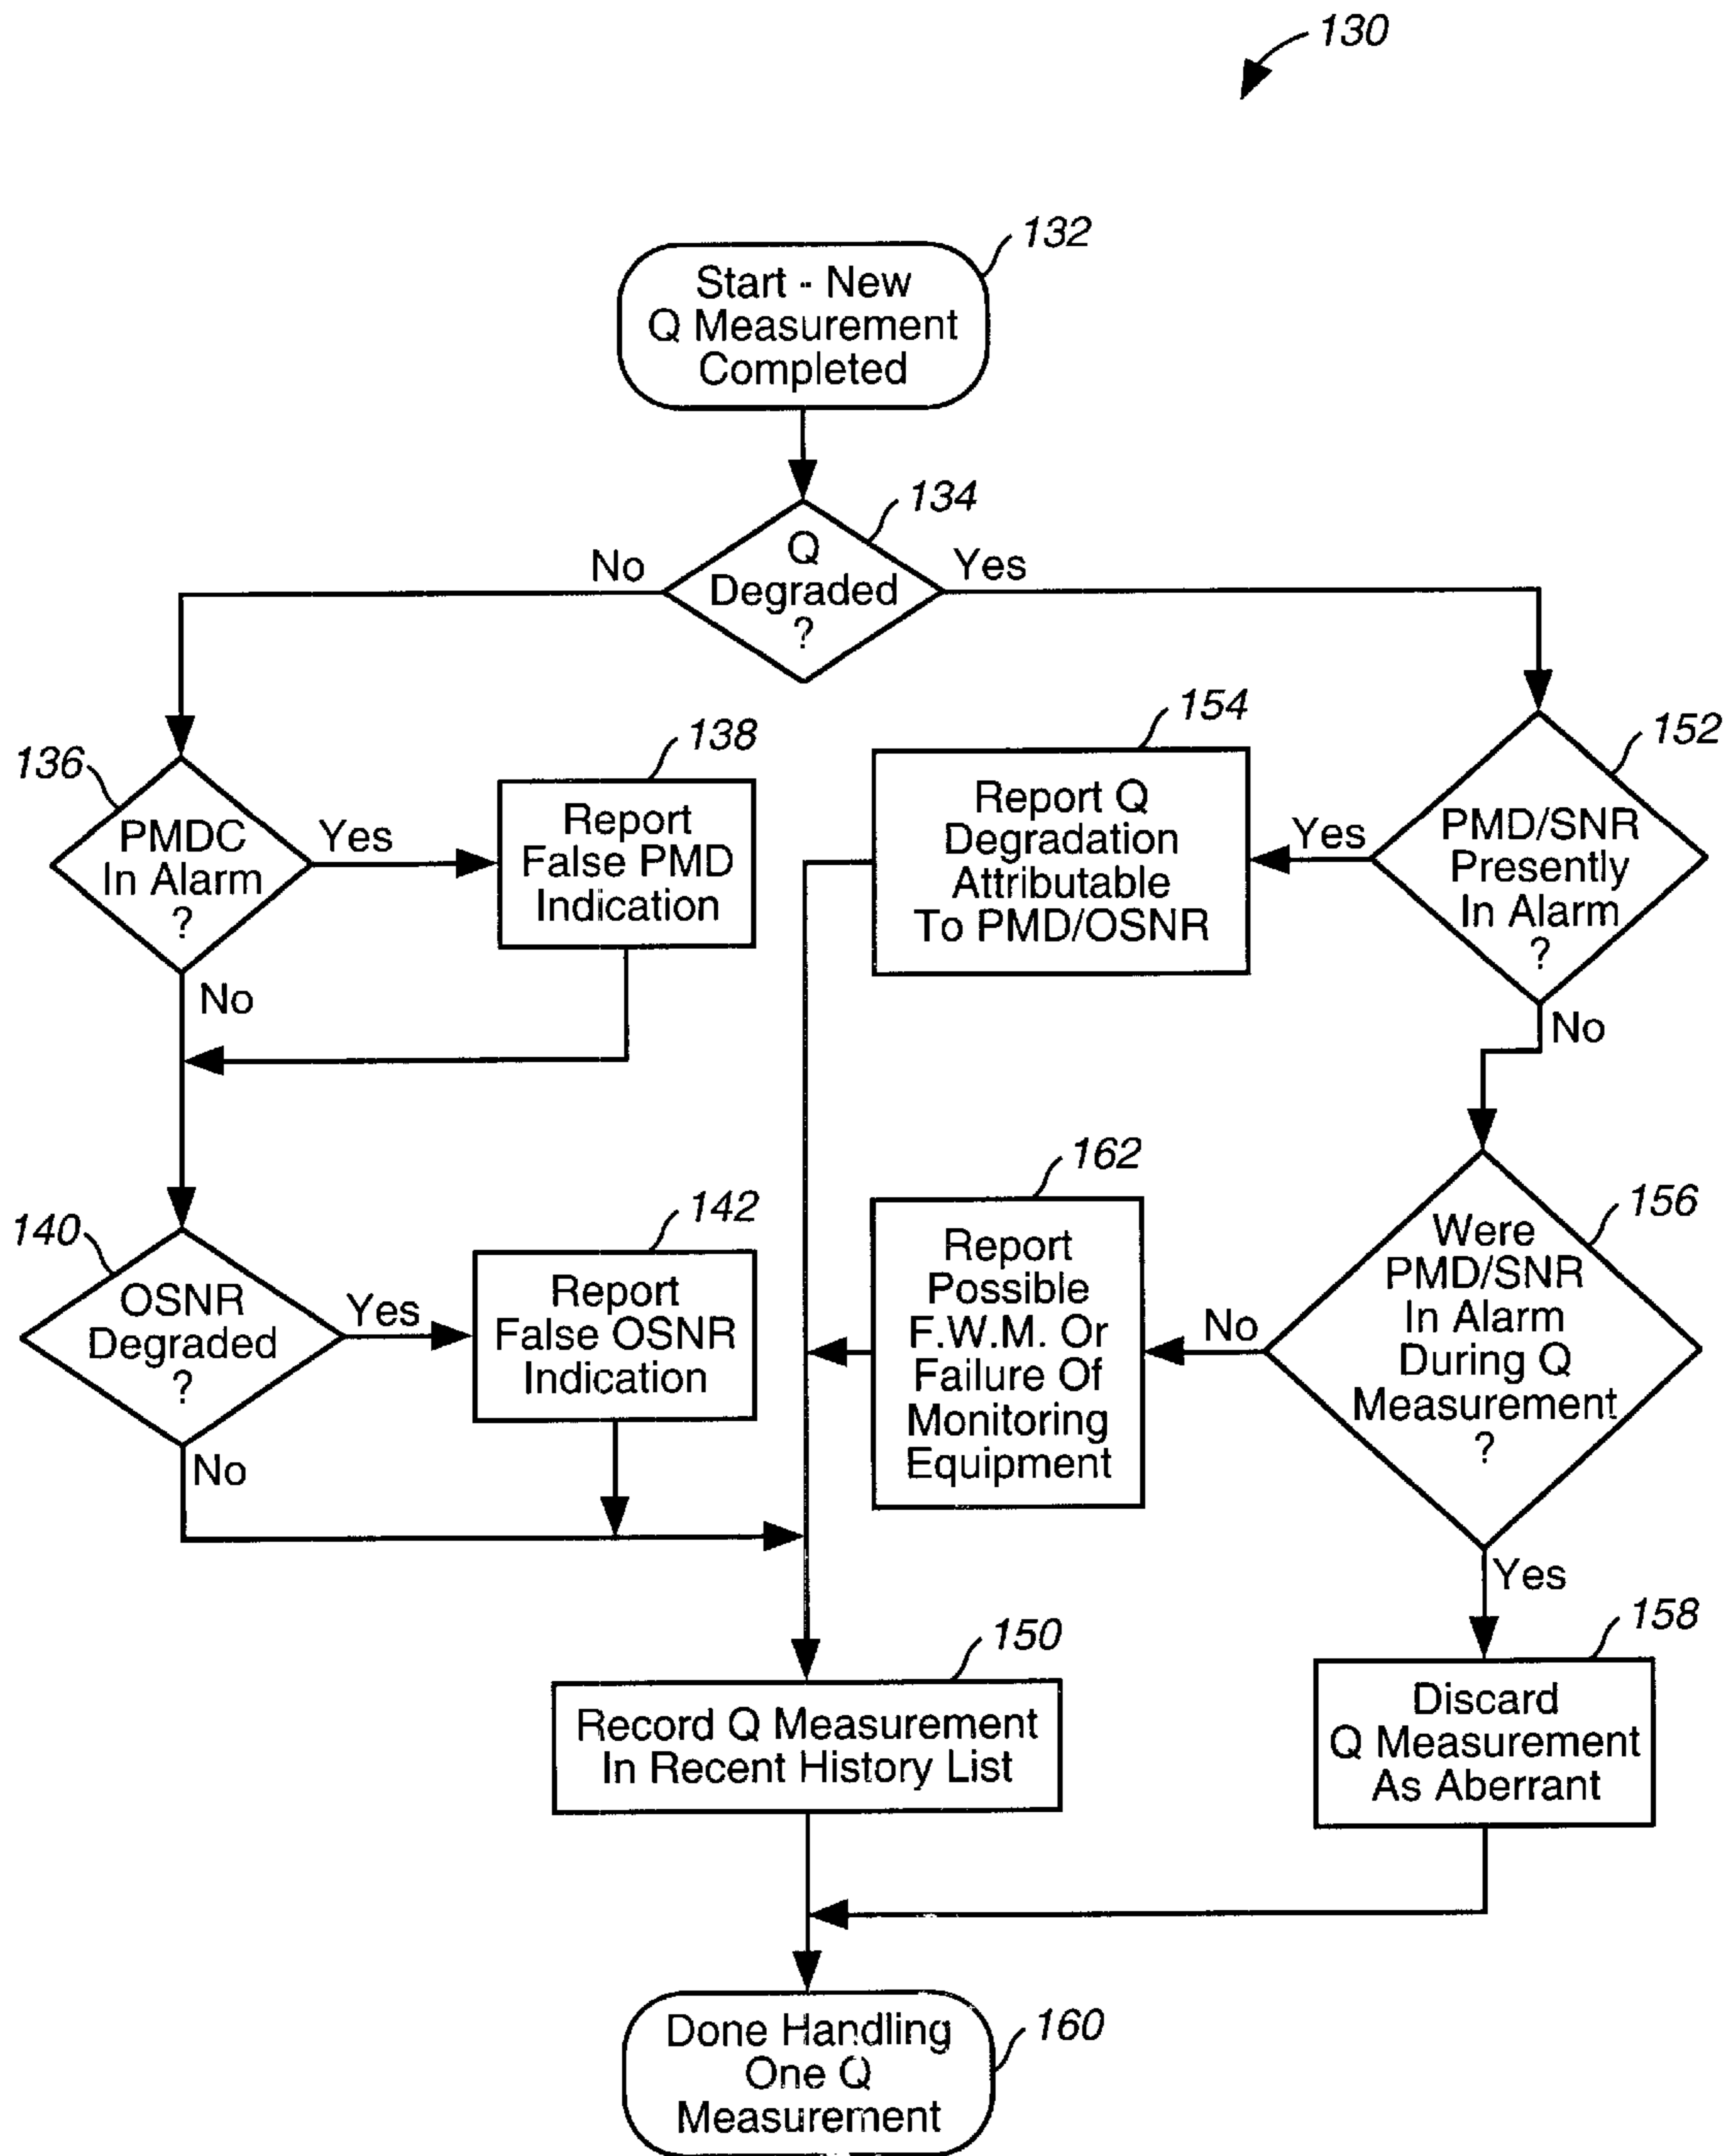 130
132
Start - New
Q Measurement
Completed
134
Q
Degraded
?
No
Yes
136
PMDC
In Alarm
?
Yes
No
138
Report
False PMD
Indication
154
Report Q
Degradation
Attributable
To PMD/OSNR
152
PMD/SNR
Presently
In Alarm
?
Yes
No
140
OSNR
Degraded
?
Yes
No
142
Report
False OSNR
Indication
162
Report
Possible
F.W.M. Or
Failure Of
Monitoring
Equipment
156
Were
PMD/SNR
In Alarm
During Q
Measurement
?
No
Yes
150
Record Q Measurement
In Recent History List
158
Discard
Q Measurement
As Aberrant
160
Done Handling
One Q
Measurement